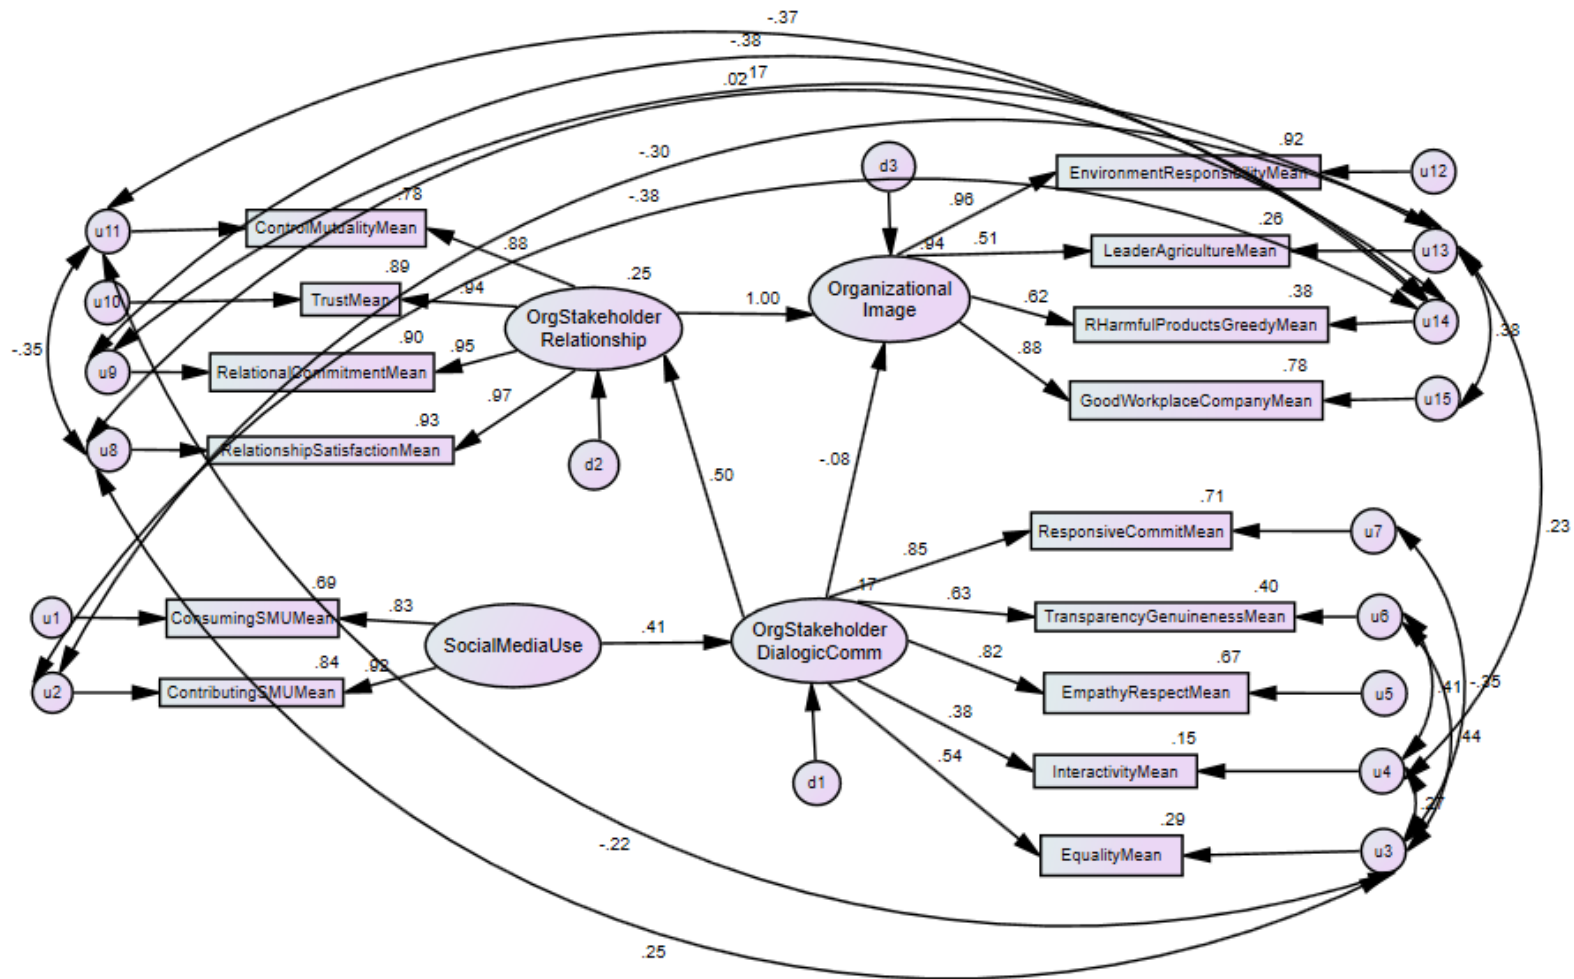 -.37
-.38
.17
.02
-.30
-.38
.92
d3
EnvironmentResponsibilityMean
u12
.78
.96
.26
u11
ControlMutualityMean
.88
.94
.51
LeaderAgricultureMean
u13
.89
.25
Organizational
Image
u10
TrustMean
.94
1.00
.62
.38
OrgStakeholder
Relationship
RHarmfulProductsGreedyMean
u14
-.35
.90
.95
.88
.38
u9
RelationalCommitmentMean
.78
.97
GoodWorkplaceCompanyMean
u15
.93
u8
RelationshipSatisfactionMean
d2
-.08
.50
.71
ResponsiveCommitMean
u7
.23
.85
.69
.17
.63
.40
u1
ConsumingSMUMean
.83
TransparencyGenuinenessMean
u6
SocialMediaUse
.41
OrgStakeholder
DialogicComm
.82
.67
.84
.92
u2
ContributingSMUMean
EmpathyRespectMean
u5
.41
-.35
.38
.44
.15
.54
InteractivityMean
u4
d1
.27
.29
-.22
EqualityMean
u3
.25